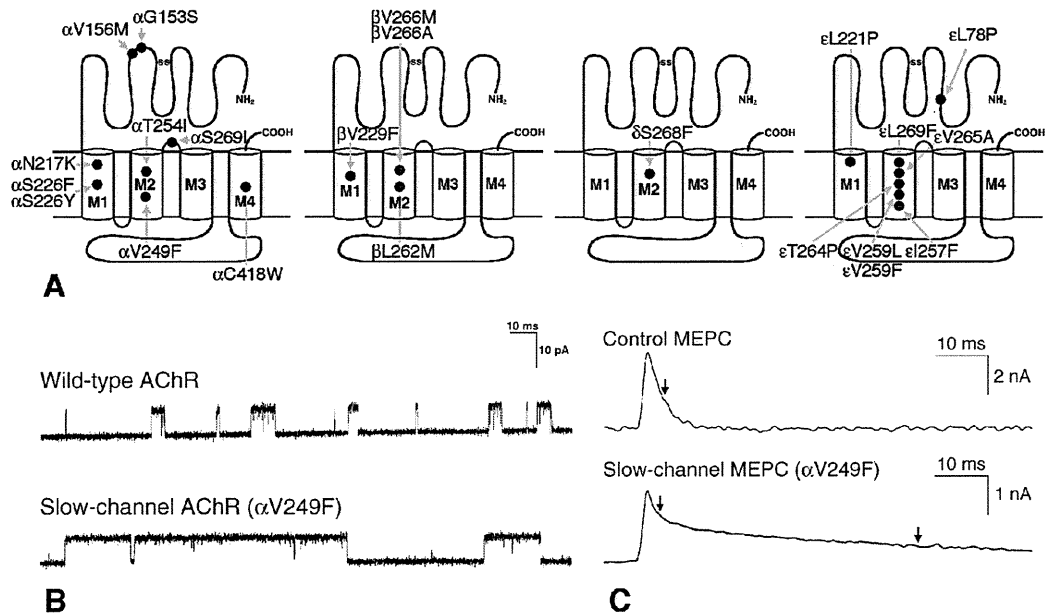 αV156M
αG153S
ss
NH₂
αT254I
αS269I
COOH
αN217K
αS226F
αS226Y
M1
M2
M3
M4
αV249F
αC418W
βV266M
βV266A
ss
NH₂
βV229F
COOH
M1
M2
M3
M4
βL262M
ss
NH₂
δS268F
COOH
M1
M2
M3
M4
εL221P
εL78P
ss
NH₂
εL269F
εV265A
COOH
M1
M3
M4
εT264P
εV259L
εI257F
εV259F
A
10 ms
10 pA
Wild-type AChR
Slow-channel AChR (αV249F)
B
Control MEPC
10 ms
2 nA
Slow-channel MEPC (αV249F)
10 ms
1 nA
C